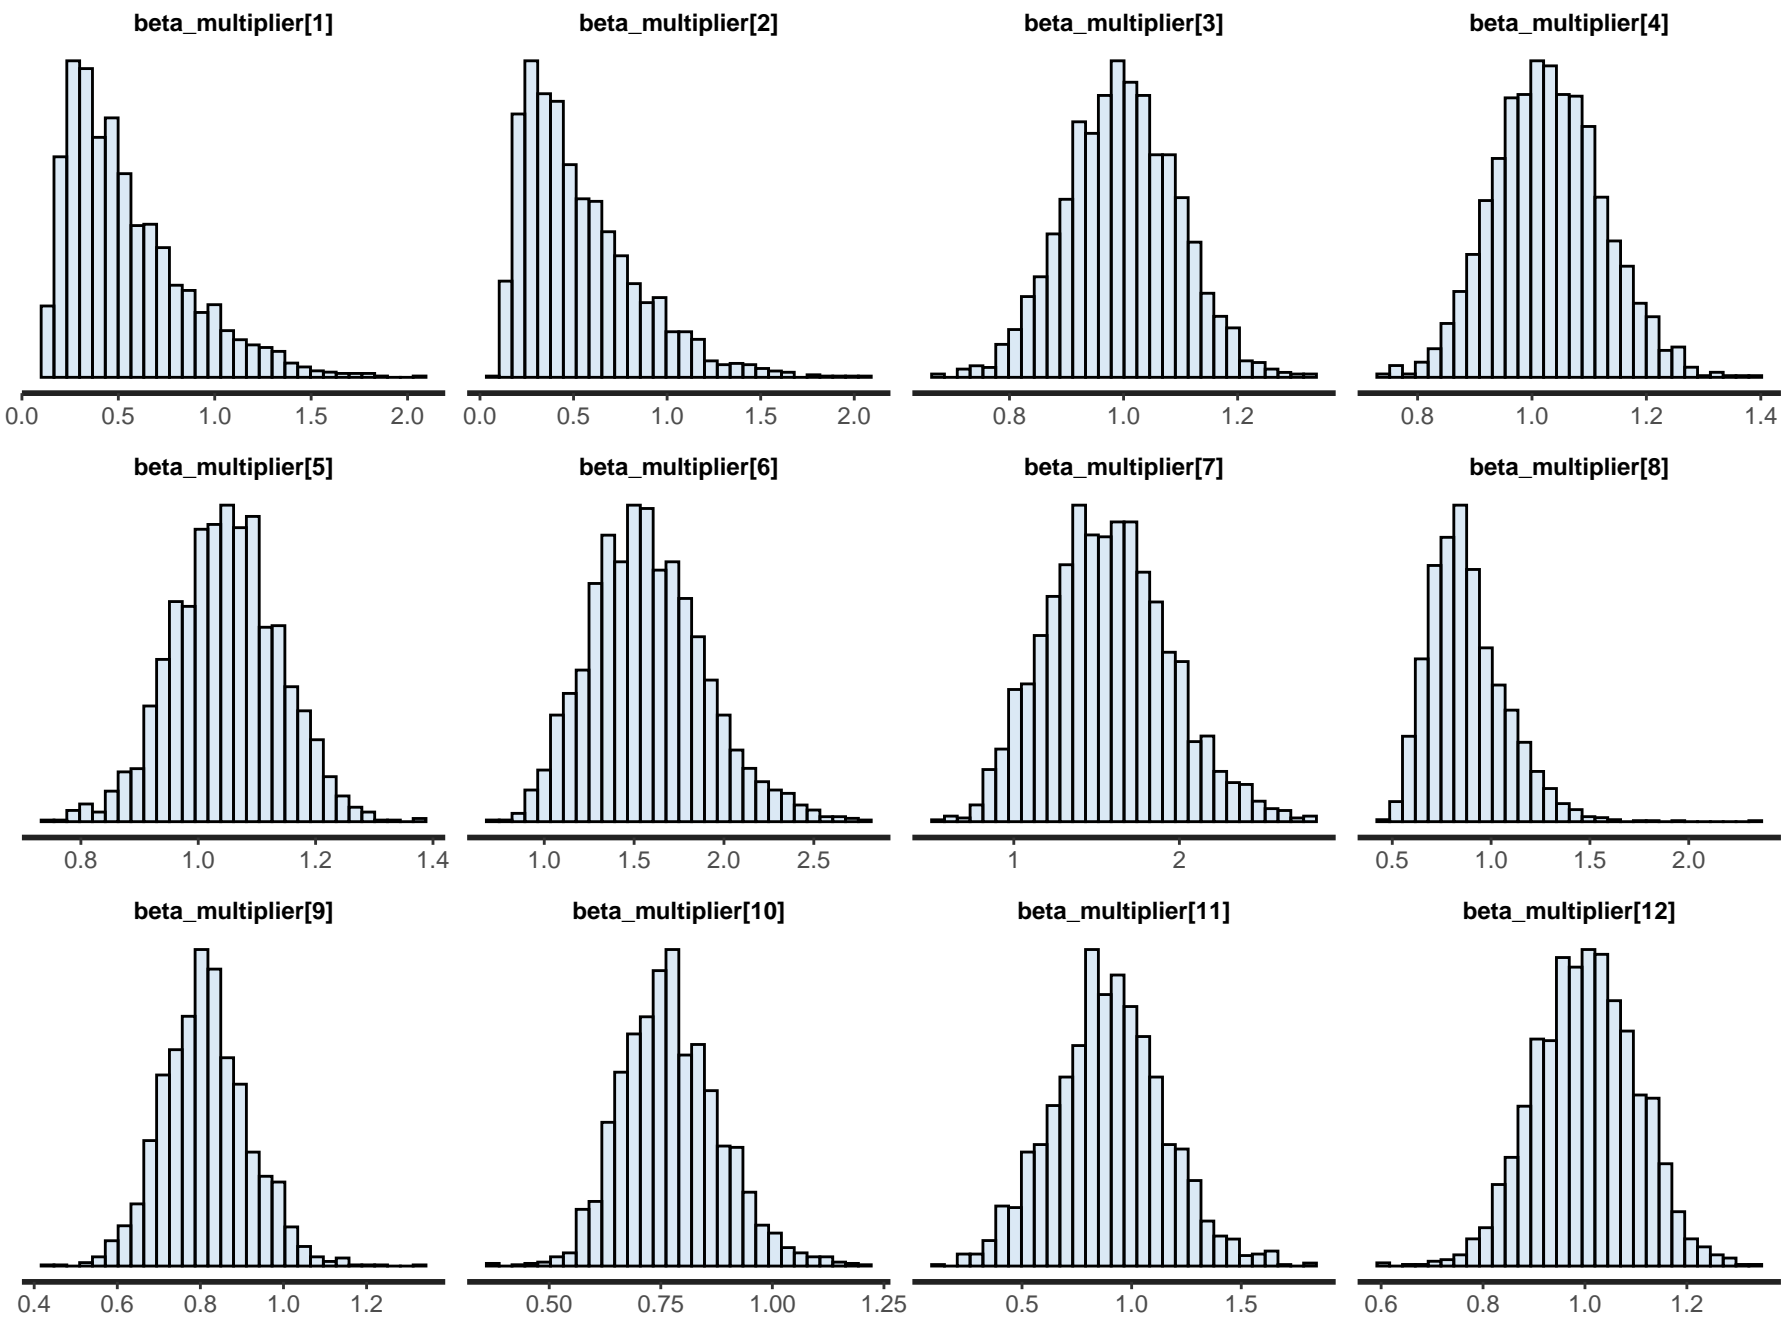 beta_multiplier[1] beta_multiplier[2] beta_multiplier[3] beta_multiplier[4]
0.0 0.5 1.0 1.5 2.0 0.0 0.5 1.0 1.5 2.0 0.8 1.0 1.2 0.8 1.0 1.2 1.4
beta_multiplier[5] beta_multiplier[6] beta_multiplier[7] beta_multiplier[8]
0.8 1.0 1.2 1.4 1.0 1.5 2.0 2.5 1 2 0.5 1.0 1.5 2.0
beta_multiplier[9] beta_multiplier[10] beta_multiplier[11] beta_multiplier[12]
0.4 0.6 0.8 1.0 1.2 0.50 0.75 1.00 1.25 0.5 1.0 1.5 0.6 0.8 1.0 1.2